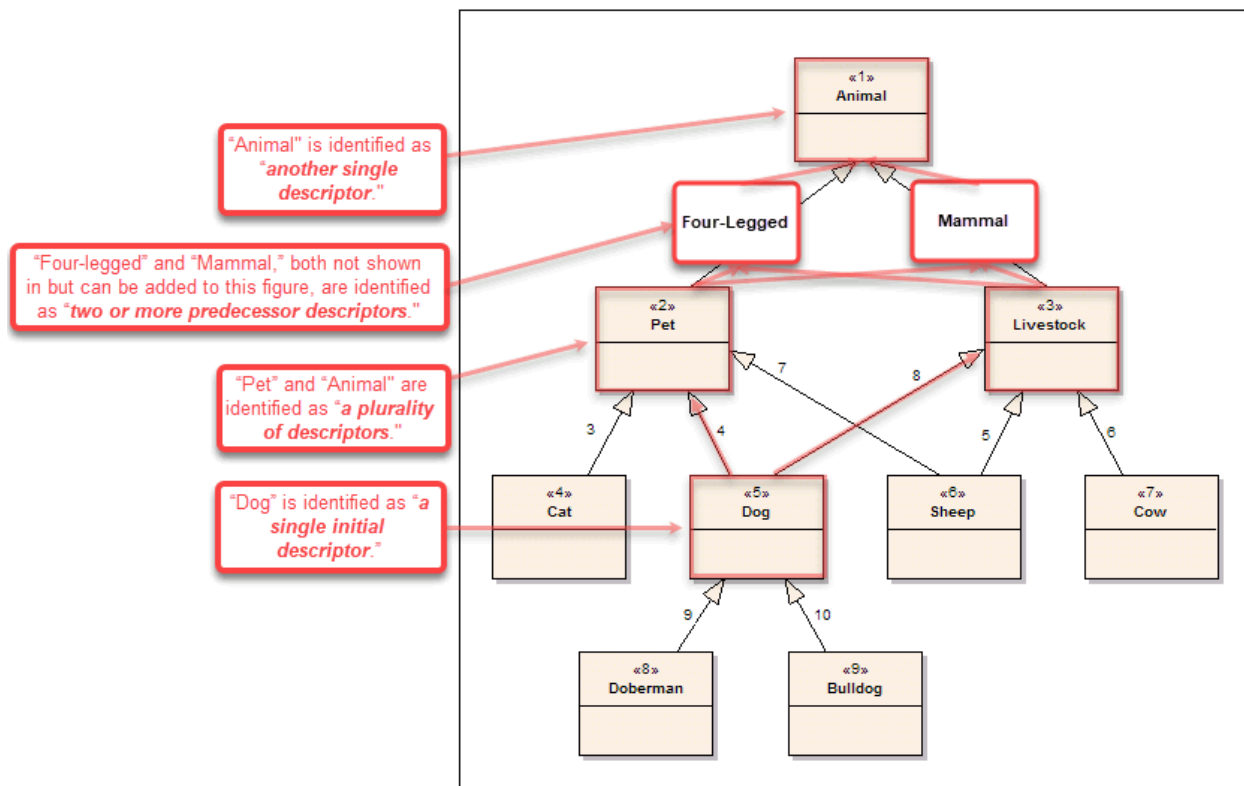 «1»
Animal
“Animal" is identified as
“another single
descriptor."
Four-Legged
Mammal
“Four-legged” and “Mammal,” both not shown
in but can be added to this figure, are identified
as “two or more predecessor descriptors."
«2»
Pet
«3»
Livestock
“Pet” and “Animal" are
identified as “a plurality
of descriptors."
7
8
3
4
5
6
“Dog” is identified as “a
single initial
descriptor.”
«4»
Cat
«5»
Dog
«6»
Sheep
«7»
Cow
9
10
«8»
Doberman
«9»
Bulldog